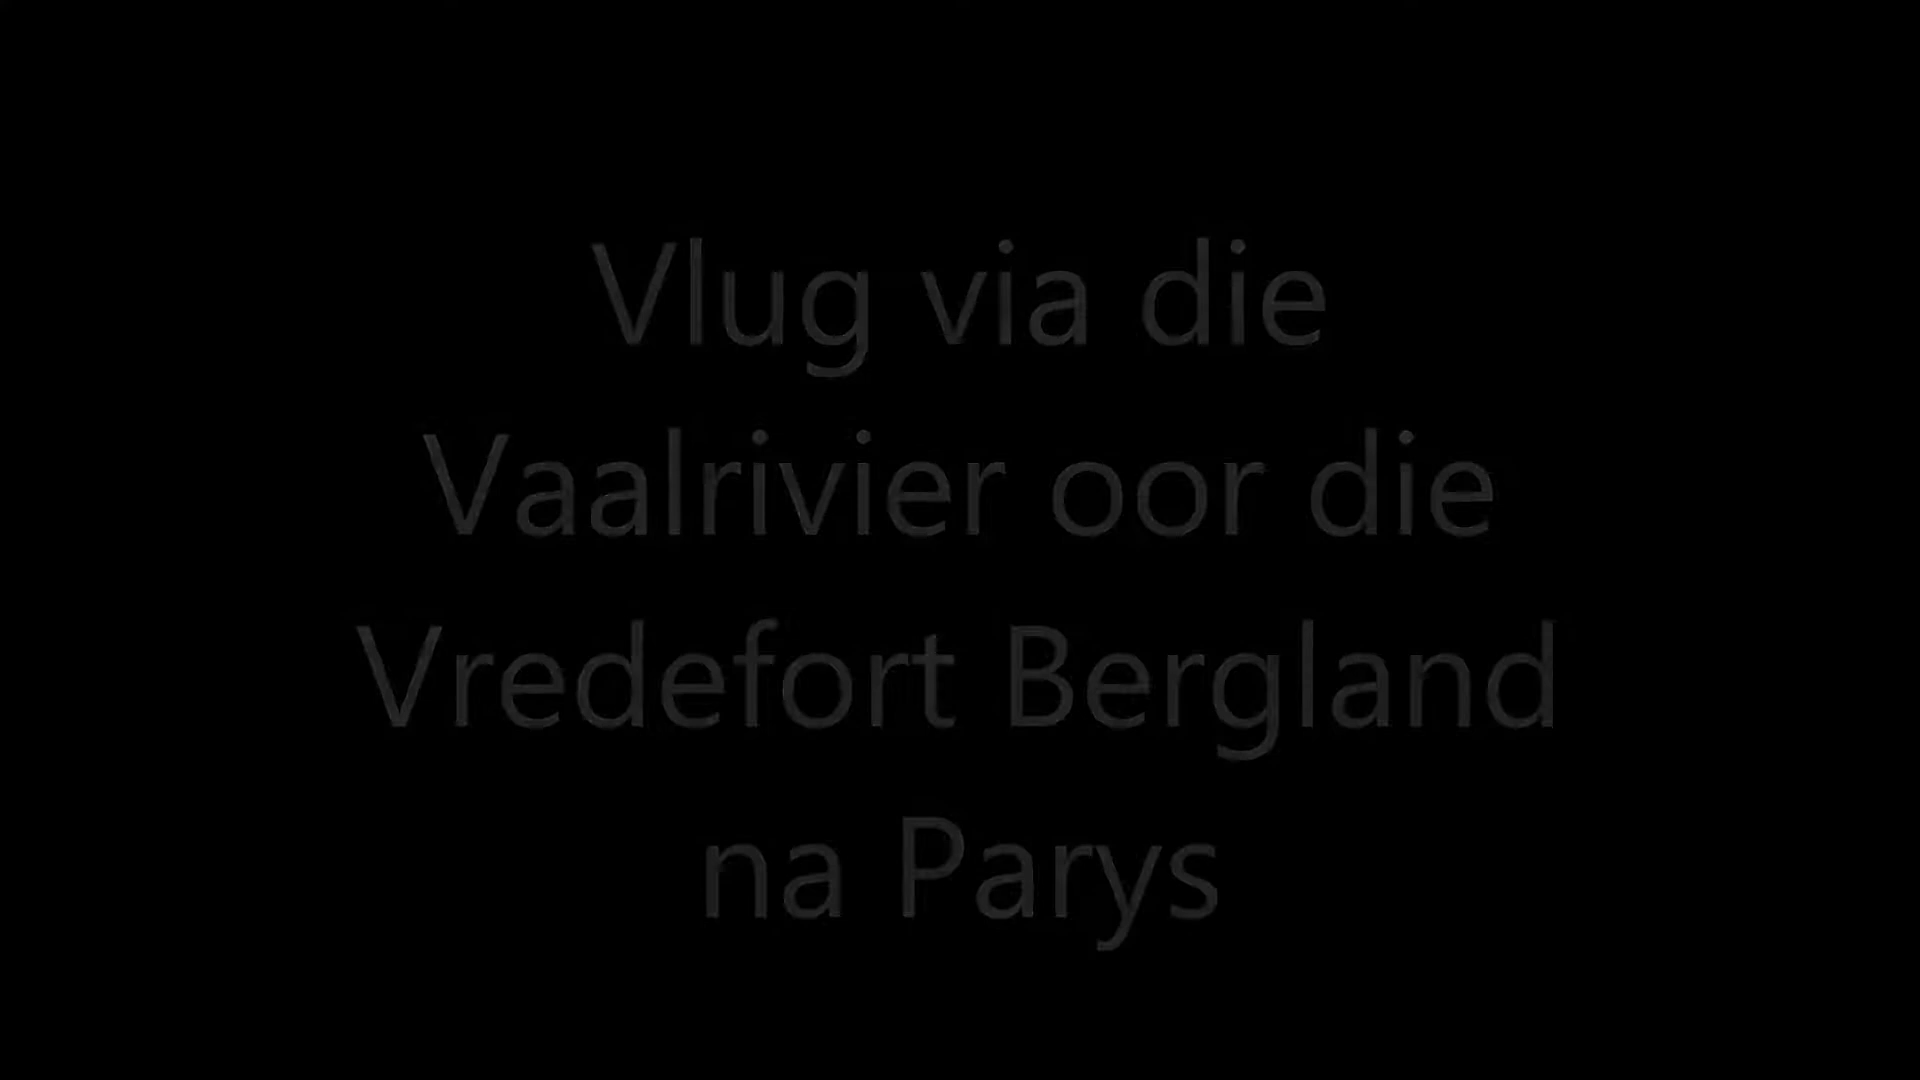 Vlug via die
Vaalrivier oor die
Vredefort Bergland
na Parys